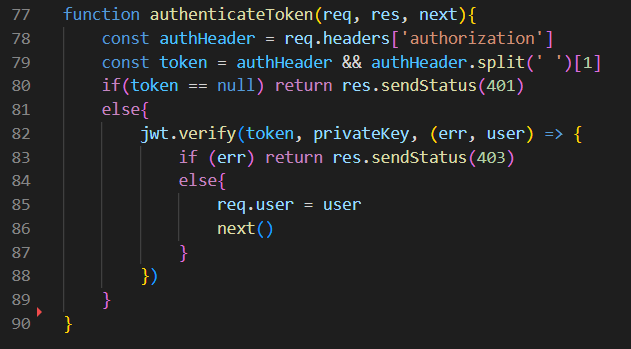 77 function authenticateToken(req, res, next){
78 const authHeader = req.headers['authorization']
79 const token = authHeader && authHeader.split(' ')[1]
80 if(token == null) return res.sendStatus(401)
81 else{
82 jwt.verify(token, privateKey, (err, user) => {
83 if (err) return res.sendStatus(403)
84 else{
85 req.user = user
86 next()
87 }
88 })
89 }
90 }